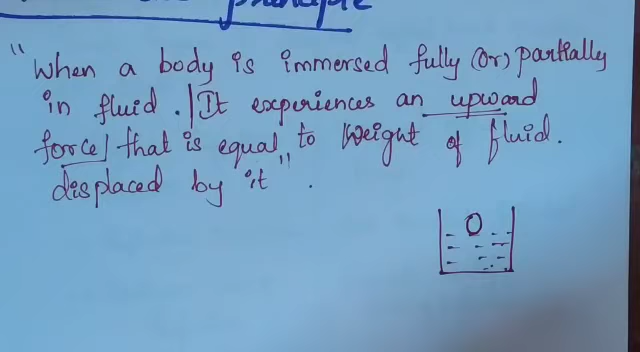 principle
"When a body is immersed fully (or) partially
in fluid. It experiences an upward
force that is equal to weight of fluid.
displaced by it".